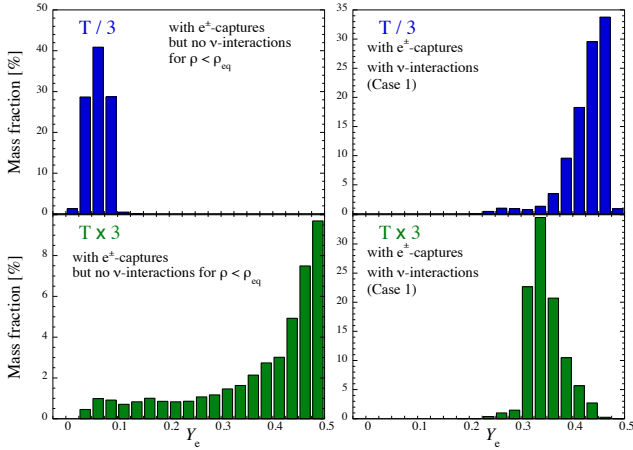 Mass fraction [%]
50
40
30
20
10
0
T / 3
with e±-captures
but no ν-interactions
for ρ < ρeq
35
30
25
20
15
10
5
0
T / 3
with e±-captures
with ν-interactions
(Case 1)
Mass fraction [%]
8
6
4
2
0
T x 3
with e±-captures
but no ν-interactions for ρ < ρeq
0 0.1 0.2 0.3 0.4 0.5
Ye
30
25
20
15
10
5
0
T x 3
with e±-captures
with ν-interactions
(Case 1)
0 0.1 0.2 0.3 0.4 0.5
Ye